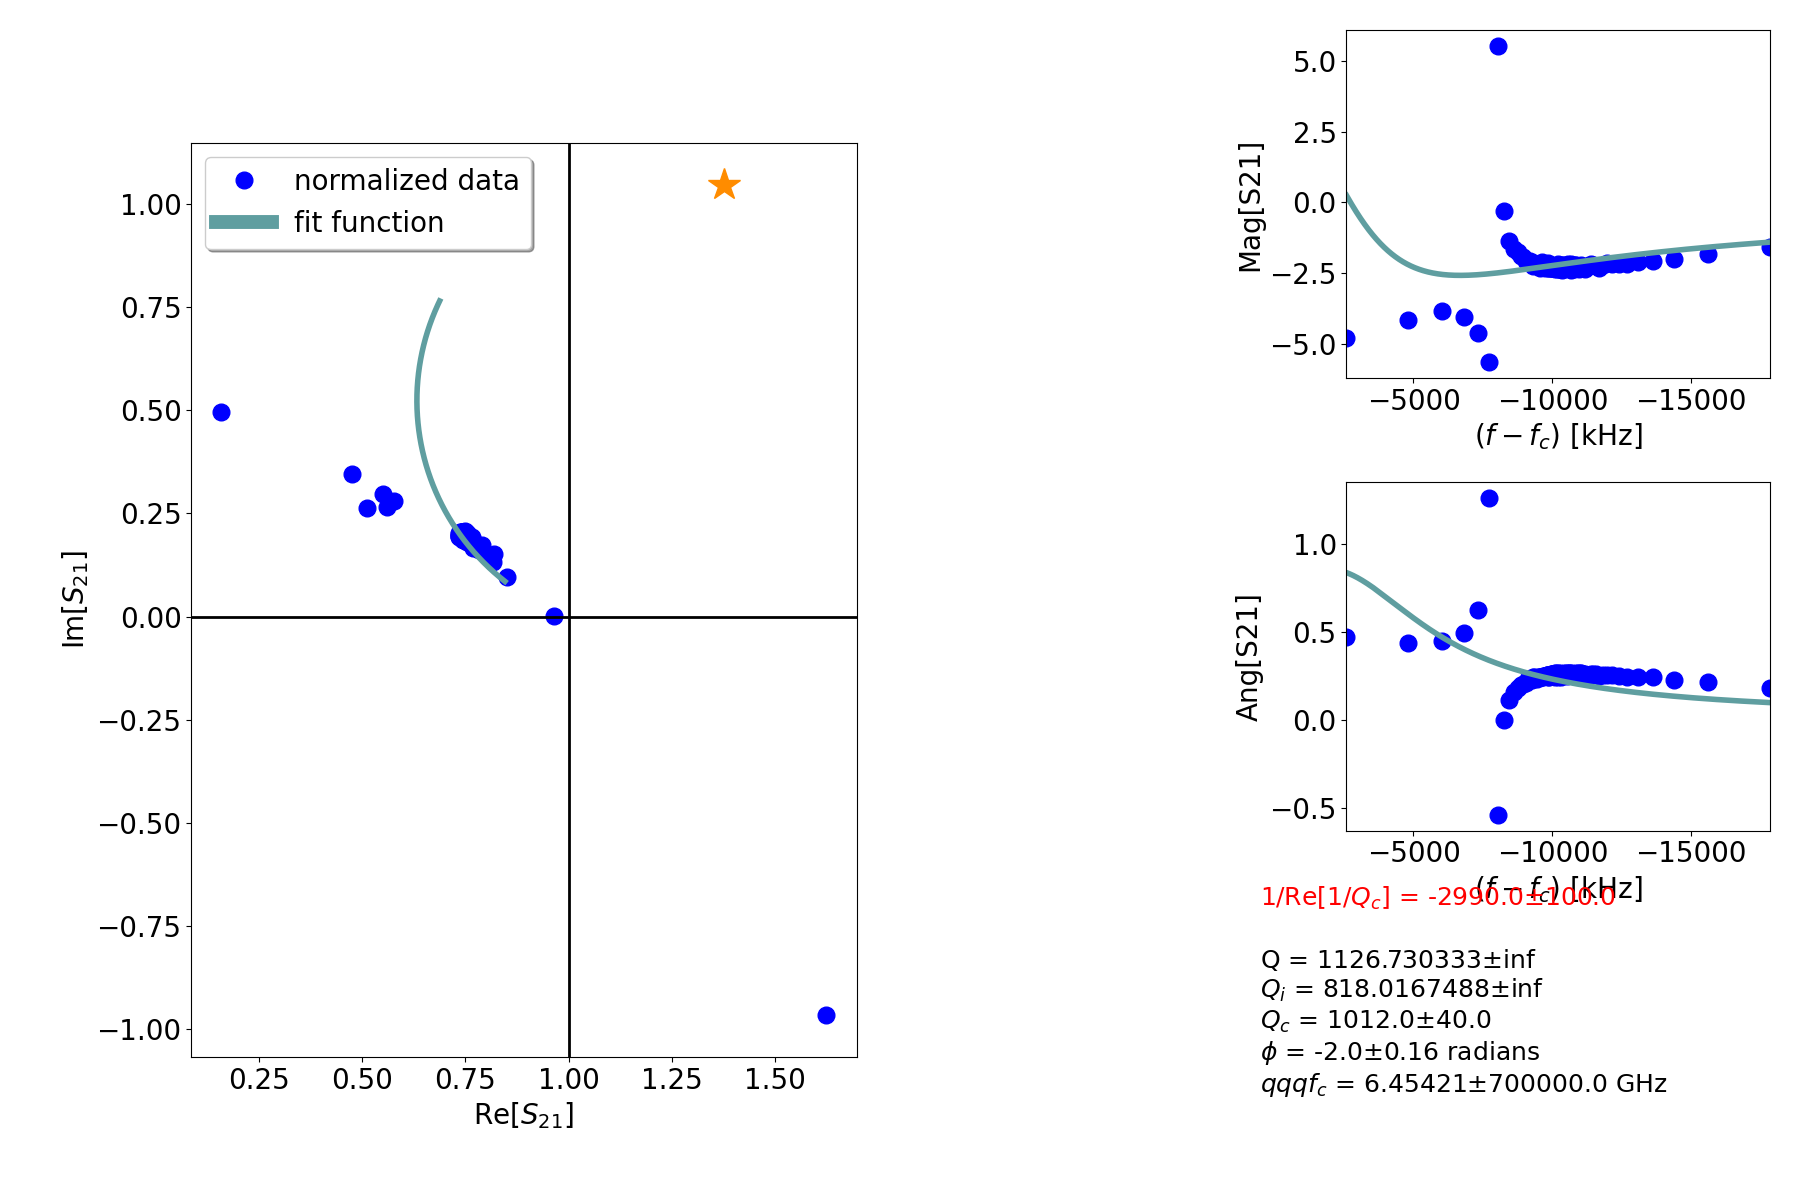 normalized data
fit function
1.00
0.75
0.50
0.25
0.00
−0.25
−0.50
−0.75
−1.00
Im[S21]
0.25 0.50 0.75 1.00 1.25 1.50
Re[S21]
5.0
2.5
0.0
−2.5
−5.0
Mag[S21]
−5000 −10000 −15000
(f − fc) [kHz]
1.0
0.5
0.0
−0.5
Ang[S21]
−5000 −10000 −15000
(f − fc) [kHz]
1/Re[1/Qc] = -2990.0±100.0
Q = 1126.730333±inf
Qi = 818.0167488±inf
Qc = 1012.0±40.0
ϕ = -2.0±0.16 radians
qqqfc = 6.45421±700000.0 GHz